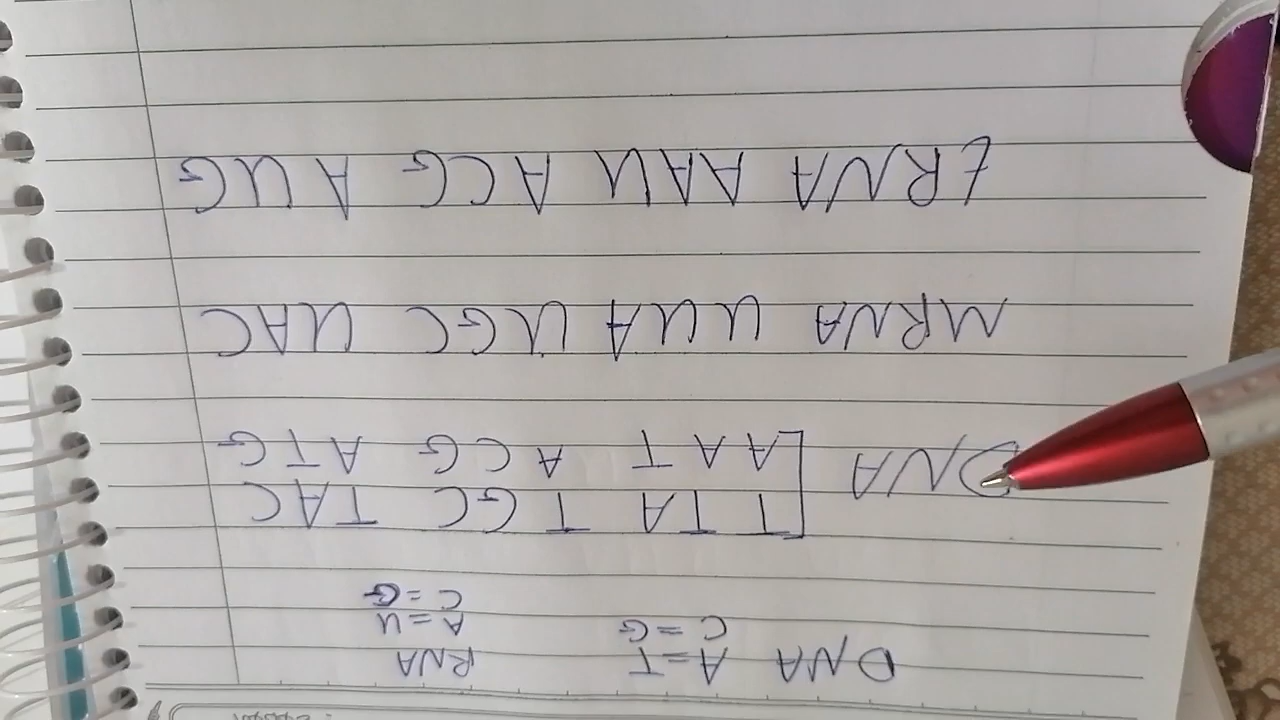 DNA A=T RNA
C=G A=U
C=G
DNA [TTA TGC TAC
AAT ACG ATG
MRNA UUA UGC UAC
tRNA AAU ACG AUG